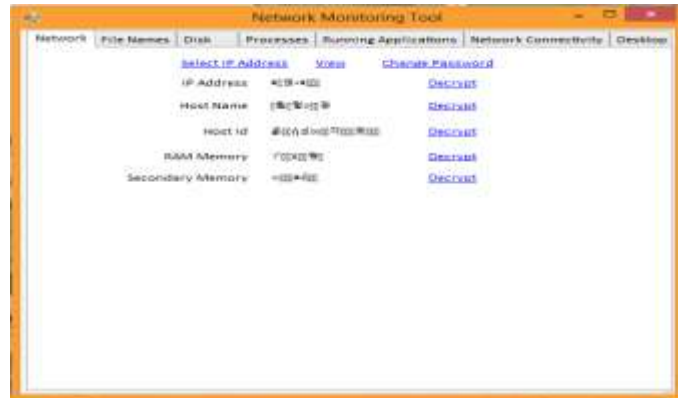 Network Monitoring Tool
Network File Names Disk Processes Running Applications Network Connectivity Desktop
Select IP Address View Change Password
IP Address Decrypt
Host Name Decrypt
Host Id Decrypt
RAM Memory Decrypt
Secondary Memory Decrypt